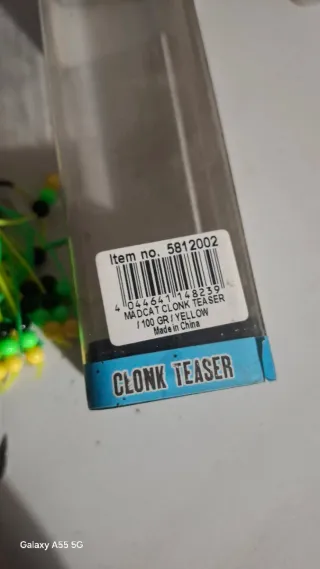 Item no. 5812002
4 044641 148239
MADCAT CLONK TEASER
/ 100 GR / YELLOW
Made in China
CLONK TEASER
Galaxy A55 5G